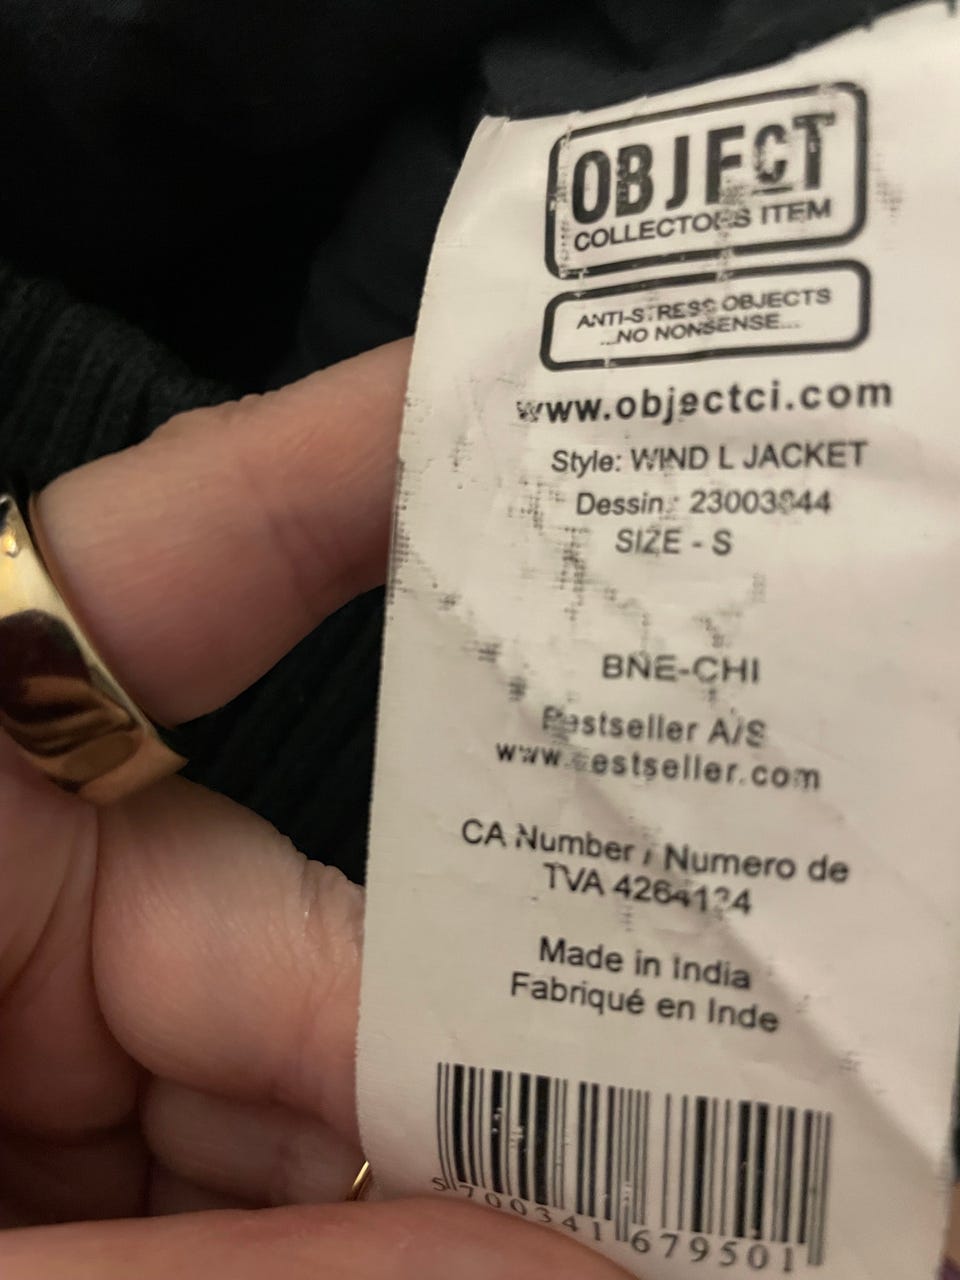 OBJECT
COLLECTORS ITEM
ANTI-STRESS OBJECTS
...NO NONSENSE...
www.objectci.com
Style: WIND L JACKET
Dessin.: 23003844
SIZE - S
BNE-CHI
Bestseller A/S
www.bestseller.com
CA Number / Numero de
TVA 4264124
Made in India
Fabriqué en Inde
5700341679501